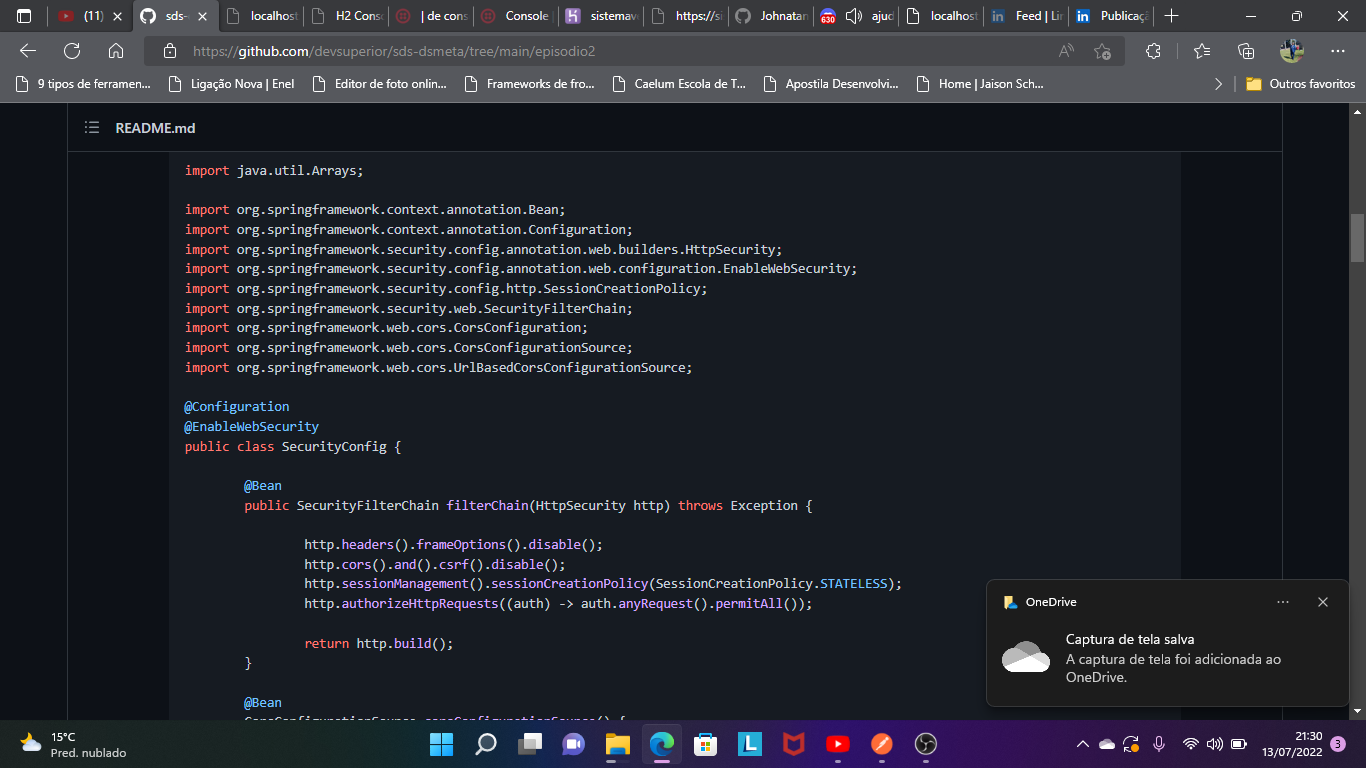 (11)
sds-
localhost
H2 Cons
| de cons
Console
sistemav
https://si
Johnatan
630
ajud
localhost
Feed | Lin
Publicaçã
https://github.com/devsuperior/sds-dsmeta/tree/main/episodio2
9 tipos de ferramen...
Ligação Nova | Enel
Editor de foto onlin...
Frameworks de fro...
Caelum Escola de T...
Apostila Desenvolvi...
Home | Jaison Sch...
Outros favoritos
README.md
import java.util.Arrays;
import org.springframework.context.annotation.Bean;
import org.springframework.context.annotation.Configuration;
import org.springframework.security.config.annotation.web.builders.HttpSecurity;
import org.springframework.security.config.annotation.web.configuration.EnableWebSecurity;
import org.springframework.security.config.http.SessionCreationPolicy;
import org.springframework.security.web.SecurityFilterChain;
import org.springframework.web.cors.CorsConfiguration;
import org.springframework.web.cors.CorsConfigurationSource;
import org.springframework.web.cors.UrlBasedCorsConfigurationSource;
@Configuration
@EnableWebSecurity
public class SecurityConfig {
@Bean
public SecurityFilterChain filterChain(HttpSecurity http) throws Exception {
http.headers().frameOptions().disable();
http.cors().and().csrf().disable();
http.sessionManagement().sessionCreationPolicy(SessionCreationPolicy.STATELESS);
http.authorizeHttpRequests((auth) -> auth.anyRequest().permitAll());
return http.build();
}
@Bean
CorsConfigurationSource corsConfigurationSource() {
OneDrive
Captura de tela salva
A captura de tela foi adicionada ao
OneDrive.
15°C
Pred. nublado
21:30
13/07/2022
3